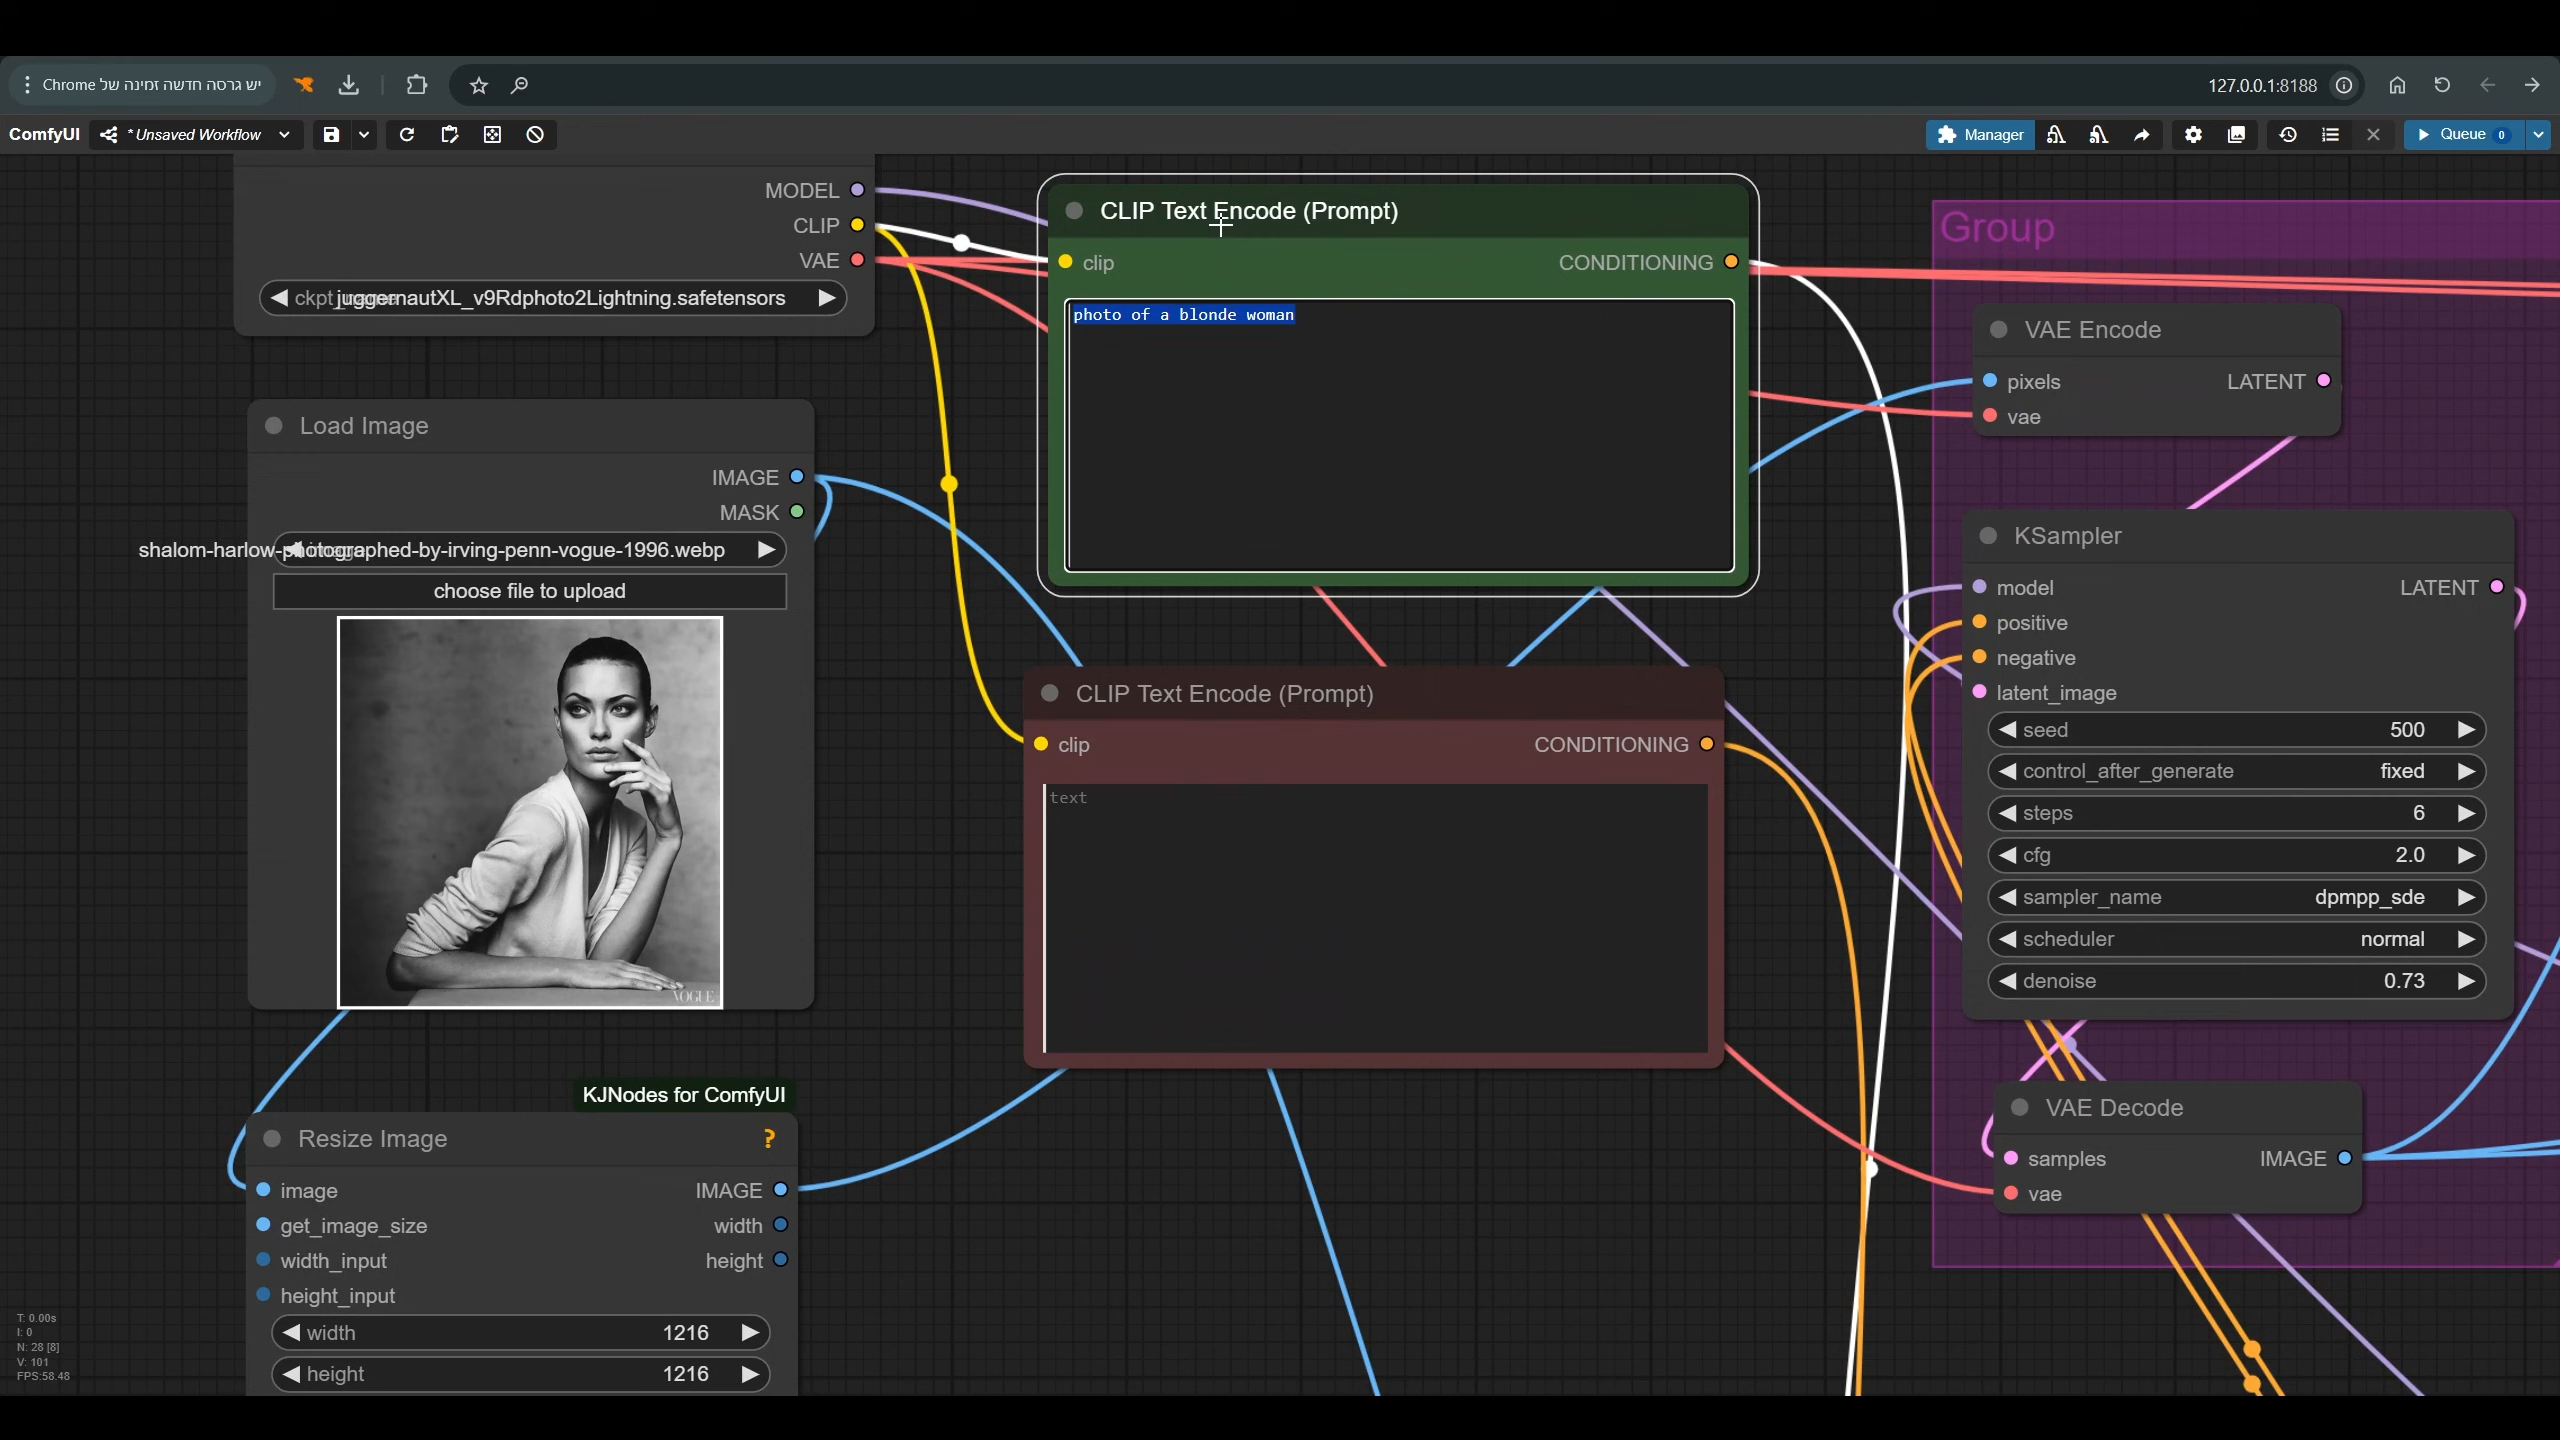 יש גרסה חדשה זמינה של Chrome
127.0.0.1:8188
ComfyUI
*Unsaved Workflow
Manager
Queue 0
MODEL
CLIP
VAE
juggernautXL_v9Rdphoto2Lightning.safetensors
Load Image
IMAGE
MASK
shalom-harlow-photographed-by-irving-penn-vogue-1996.webp
choose file to upload
VOGUE
KJNodes for ComfyUI
Resize Image
?
image
IMAGE
get_image_size
width
width_input
height
height_input
width 1216
height 1216
CLIP Text Encode (Prompt)
clip
CONDITIONING
photo of a blonde woman
CLIP Text Encode (Prompt)
clip
CONDITIONING
text
Group
VAE Encode
pixels
LATENT
vae
KSampler
model
LATENT
positive
negative
latent_image
seed 500
control_after_generate fixed
steps 6
cfg 2.0
sampler_name dpmpp_sde
scheduler normal
denoise 0.73
VAE Decode
samples
IMAGE
vae
T: 0.00s
I: 0
N: 28 [8]
V: 101
FPS:58.48